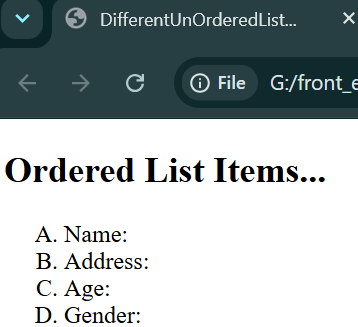 DifferentUnOrderedList...
File G:/front_e
Ordered List Items...
A. Name:
B. Address:
C. Age:
D. Gender: